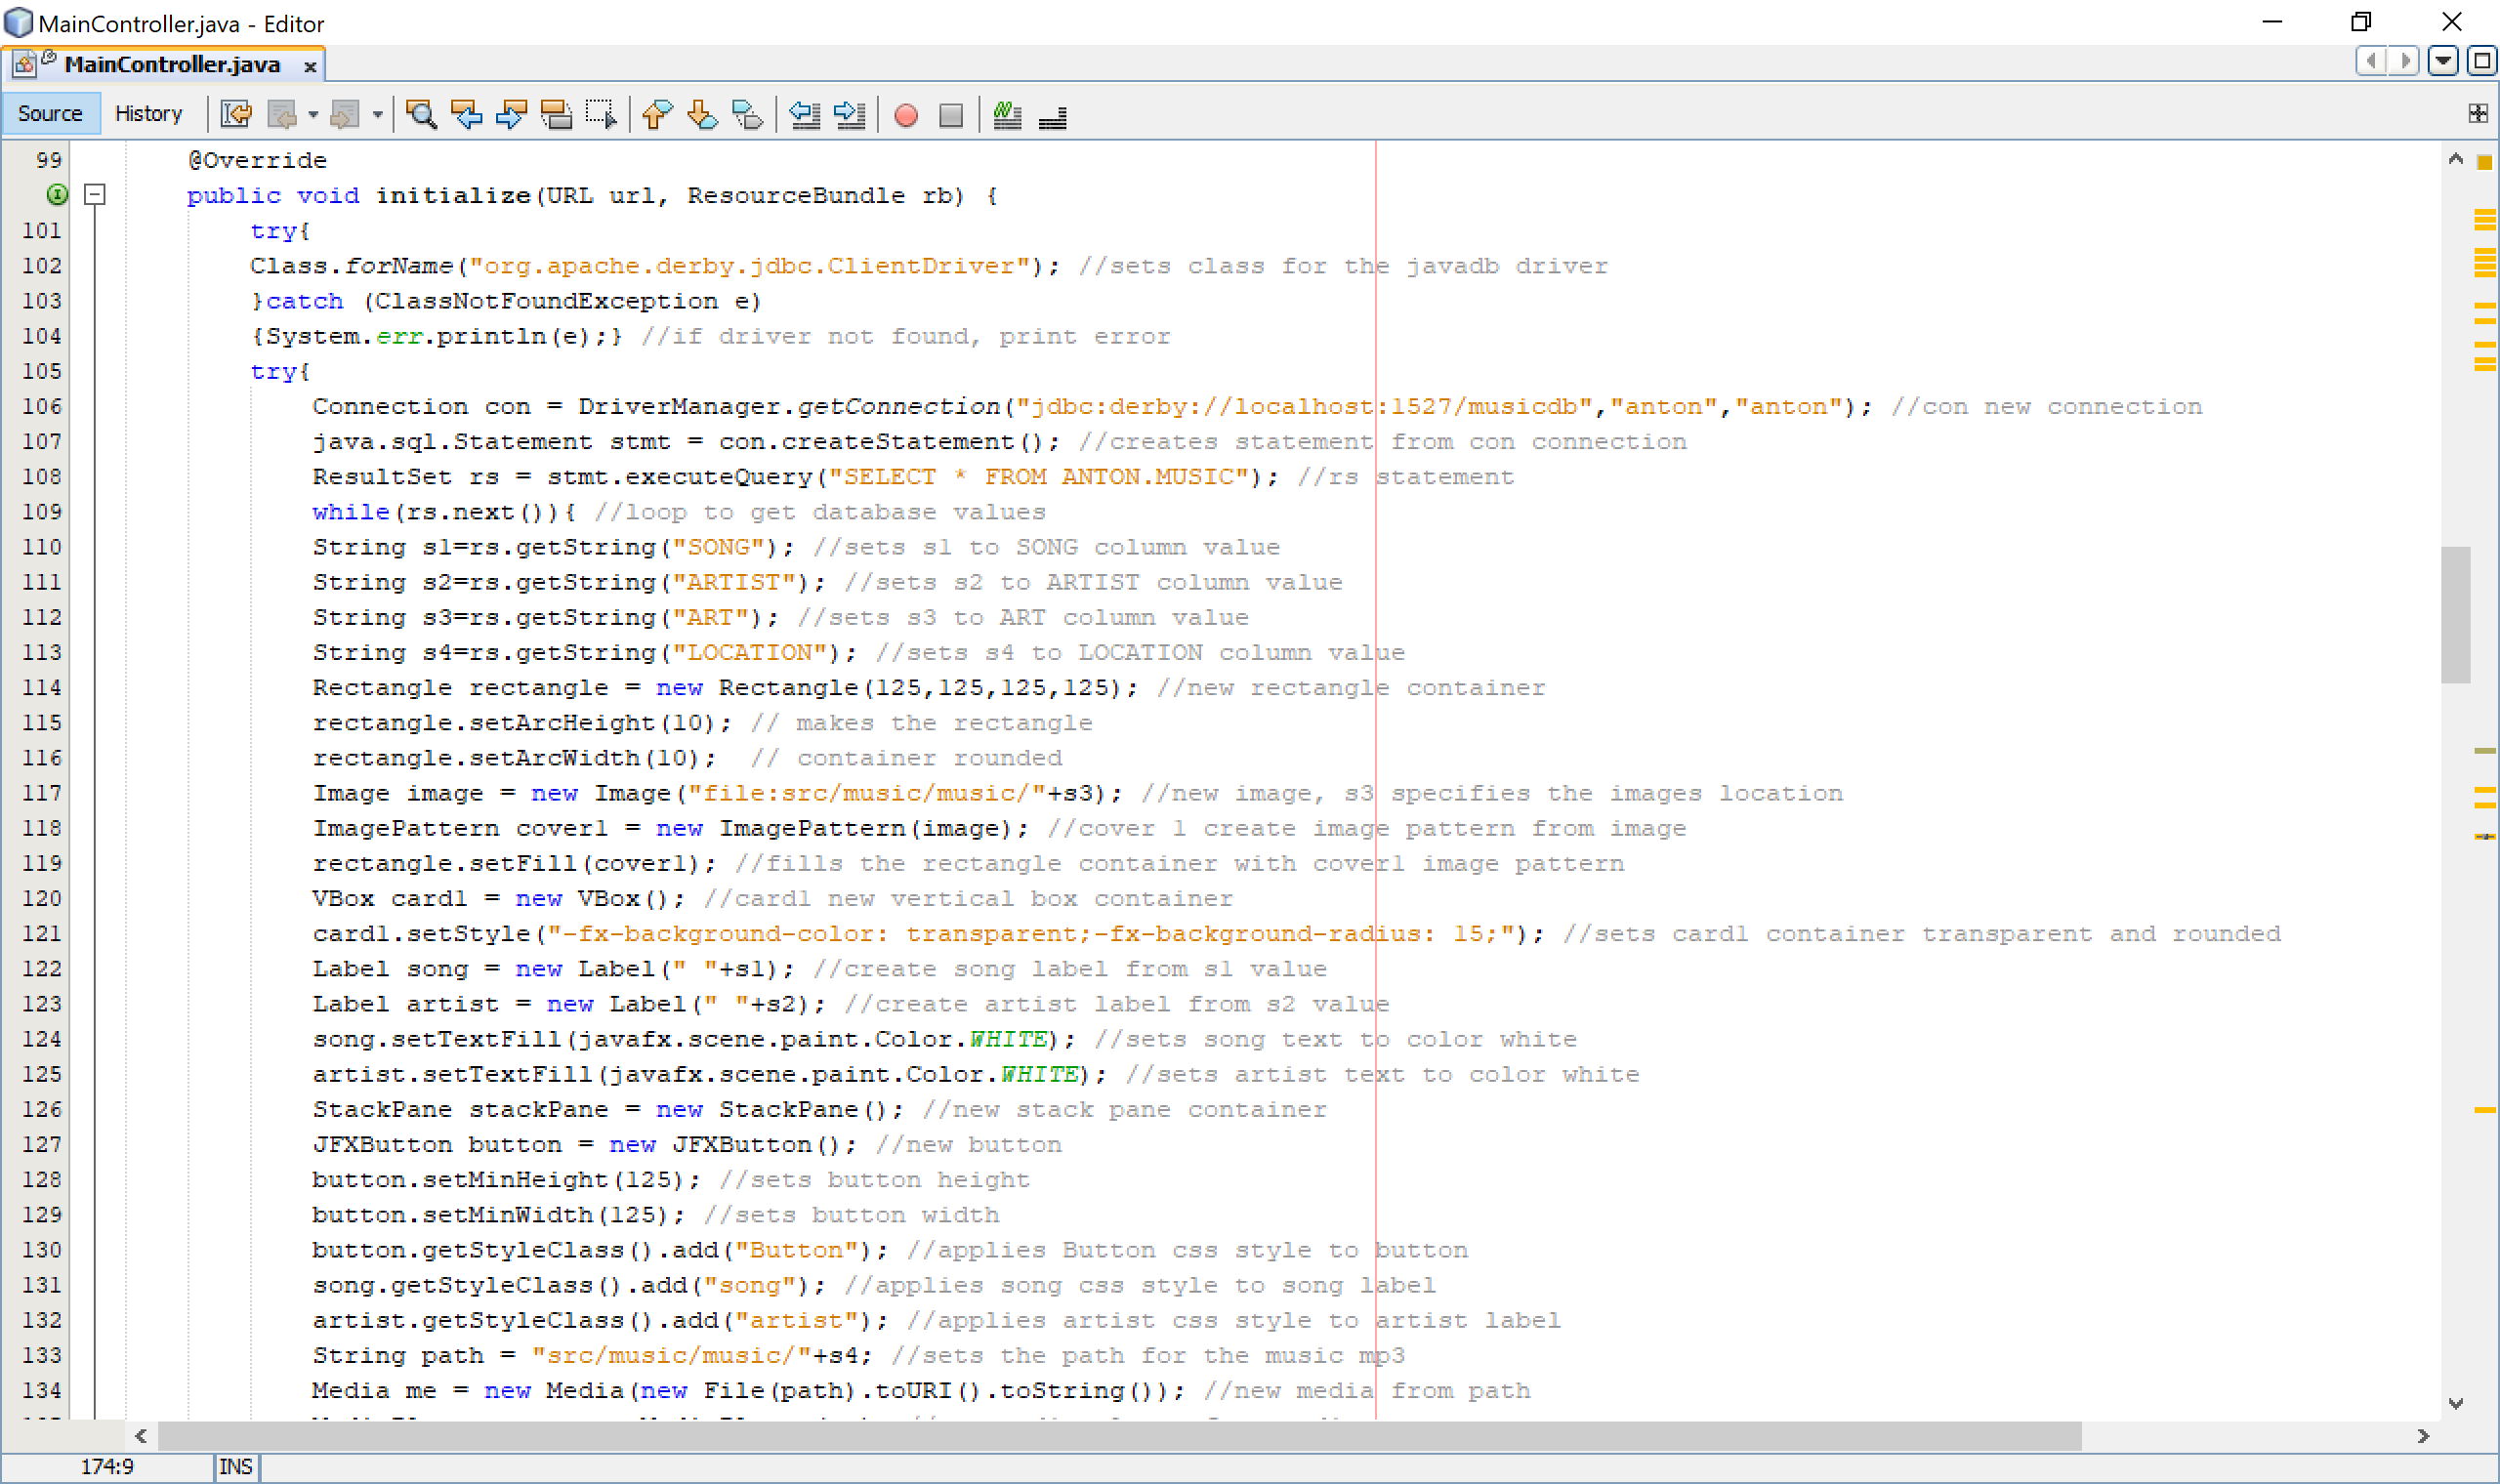 MainController.java - Editor
MainController.java x
Source History
99 @Override
public void initialize(URL url, ResourceBundle rb) {
101 try{
102 Class.forName("org.apache.derby.jdbc.ClientDriver"); //sets class for the javadb driver
103 }catch (ClassNotFoundException e)
104 {System.err.println(e);} //if driver not found, print error
105 try{
106 Connection con = DriverManager.getConnection("jdbc:derby://localhost:1527/musicdb","anton","anton"); //con new connection
107 java.sql.Statement stmt = con.createStatement(); //creates statement from con connection
108 ResultSet rs = stmt.executeQuery("SELECT * FROM ANTON.MUSIC"); //rs statement
109 while(rs.next()){ //loop to get database values
110 String s1=rs.getString("SONG"); //sets s1 to SONG column value
111 String s2=rs.getString("ARTIST"); //sets s2 to ARTIST column value
112 String s3=rs.getString("ART"); //sets s3 to ART column value
113 String s4=rs.getString("LOCATION"); //sets s4 to LOCATION column value
114 Rectangle rectangle = new Rectangle(125,125,125,125); //new rectangle container
115 rectangle.setArcHeight(10); // makes the rectangle
116 rectangle.setArcWidth(10); // container rounded
117 Image image = new Image("file:src/music/music/"+s3); //new image, s3 specifies the images location
118 ImagePattern cover1 = new ImagePattern(image); //cover 1 create image pattern from image
119 rectangle.setFill(cover1); //fills the rectangle container with cover1 image pattern
120 VBox card1 = new VBox(); //card1 new vertical box container
121 card1.setStyle("-fx-background-color: transparent;-fx-background-radius: 15;"); //sets card1 container transparent and rounded
122 Label song = new Label(" "+s1); //create song label from s1 value
123 Label artist = new Label(" "+s2); //create artist label from s2 value
124 song.setTextFill(javafx.scene.paint.Color.WHITE); //sets song text to color white
125 artist.setTextFill(javafx.scene.paint.Color.WHITE); //sets artist text to color white
126 StackPane stackPane = new StackPane(); //new stack pane container
127 JFXButton button = new JFXButton(); //new button
128 button.setMinHeight(125); //sets button height
129 button.setMinWidth(125); //sets button width
130 button.getStyleClass().add("Button"); //applies Button css style to button
131 song.getStyleClass().add("song"); //applies song css style to song label
132 artist.getStyleClass().add("artist"); //applies artist css style to artist label
133 String path = "src/music/music/"+s4; //sets the path for the music mp3
134 Media me = new Media(new File(path).toURI().toString()); //new media from path
174:9 INS